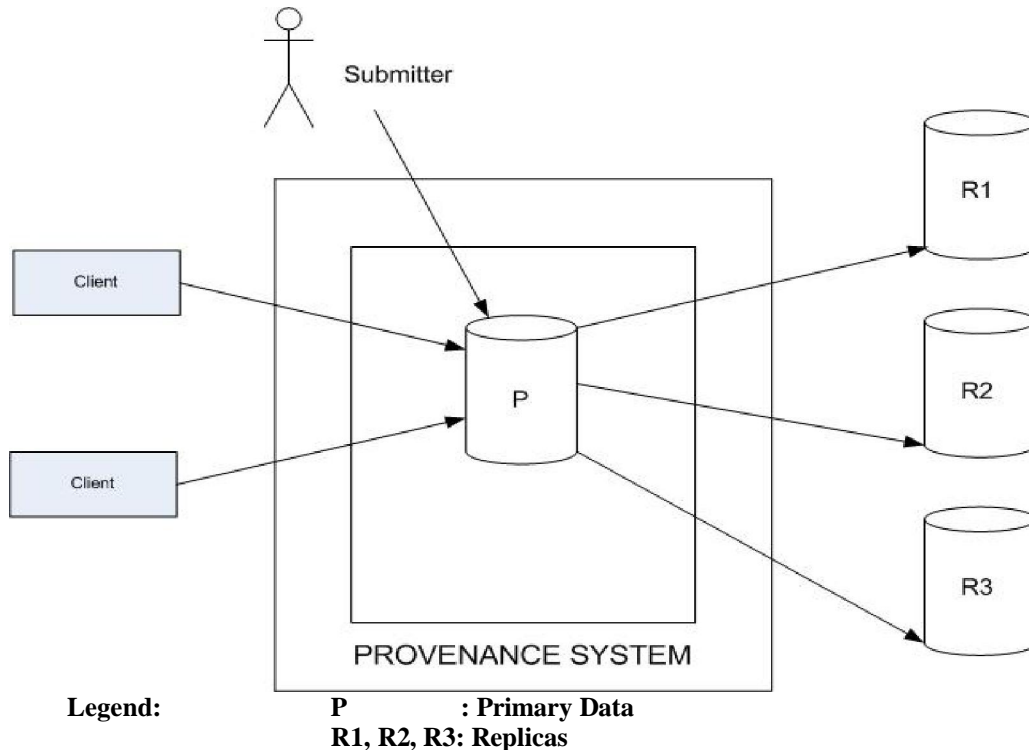 Submitter
R1
Client
P
R2
Client
R3
PROVENANCE SYSTEM
Legend: P : Primary Data
R1, R2, R3: Replicas